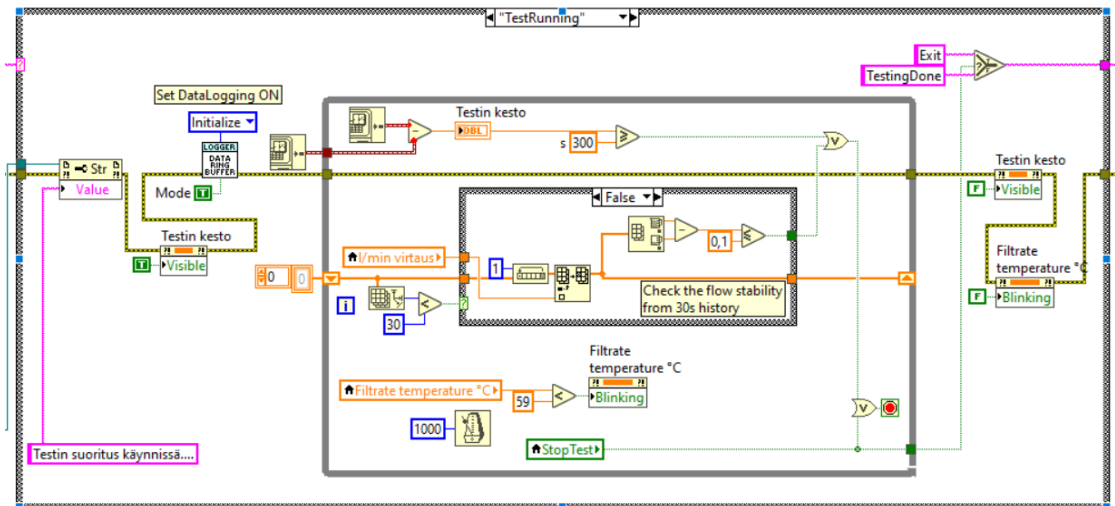 "TestRunning"
Exit
TestingDone
Set DataLogging ON
Initialize
LOGGER
DATA
RING
BUFFER
Mode
T
Str
Value
Testin kesto
T
Visible
Testin kesto
DBL
s
300
False
l/min virtaus
1
0,1
Check the flow stability
from 30s history
0
0
i
30
Filtrate temperature °C
59
Filtrate
temperature °C
Blinking
1000
StopTest
Testin suoritus käynnissä....
Testin kesto
F
Visible
Filtrate
temperature °C
F
Blinking